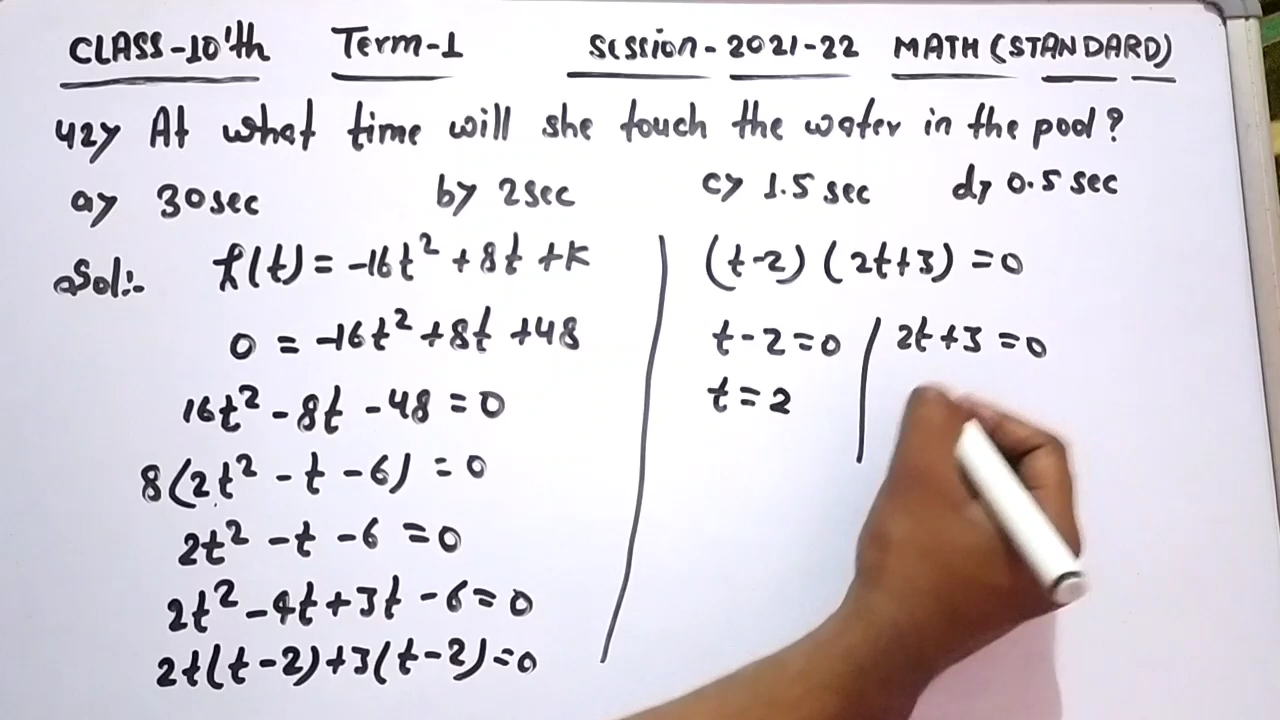 CLASS-10'th Term-1 Session-2021-22 MATH (STANDARD)
42> At what time will she touch the water in the pool?
a> 30sec b> 2sec c> 1.5 sec d> 0.5 sec
Sol:- h(t) = -16t² + 8t + k
0 = -16t² + 8t + 48
16t² - 8t - 48 = 0
8(2t² - t - 6) = 0
2t² - t - 6 = 0
2t² - 4t + 3t - 6 = 0
2t(t - 2) + 3(t - 2) = 0
(t-2) (2t+3) = 0
t - 2 = 0 / 2t + 3 = 0
t = 2